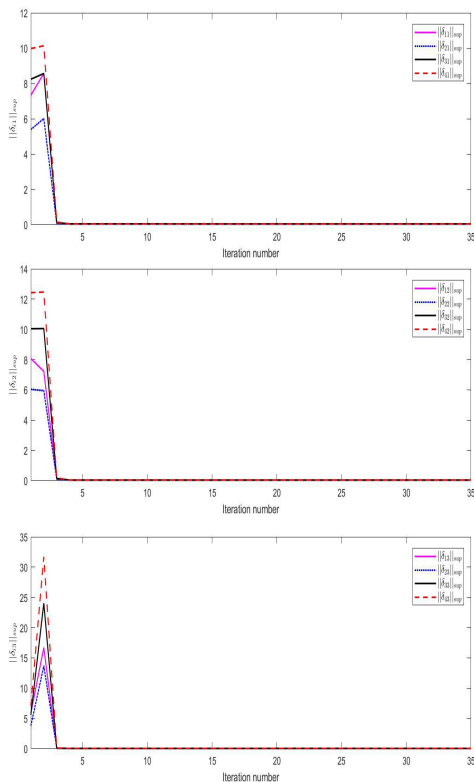 12
10
8
6
4
2
0
||δ_{i1}||_{sup}
||δ_{11}||_{sup}
||δ_{21}||_{sup}
||δ_{31}||_{sup}
||δ_{41}||_{sup}
5 10 15 20 25 30 35
Iteration number
14
12
10
8
6
4
2
0
||δ_{i2}||_{sup}
||δ_{12}||_{sup}
||δ_{22}||_{sup}
||δ_{32}||_{sup}
||δ_{42}||_{sup}
5 10 15 20 25 30 35
Iteration number
35
30
25
20
15
10
5
0
||δ_{i3}||_{sup}
||δ_{13}||_{sup}
||δ_{23}||_{sup}
||δ_{33}||_{sup}
||δ_{43}||_{sup}
5 10 15 20 25 30 35
Iteration number